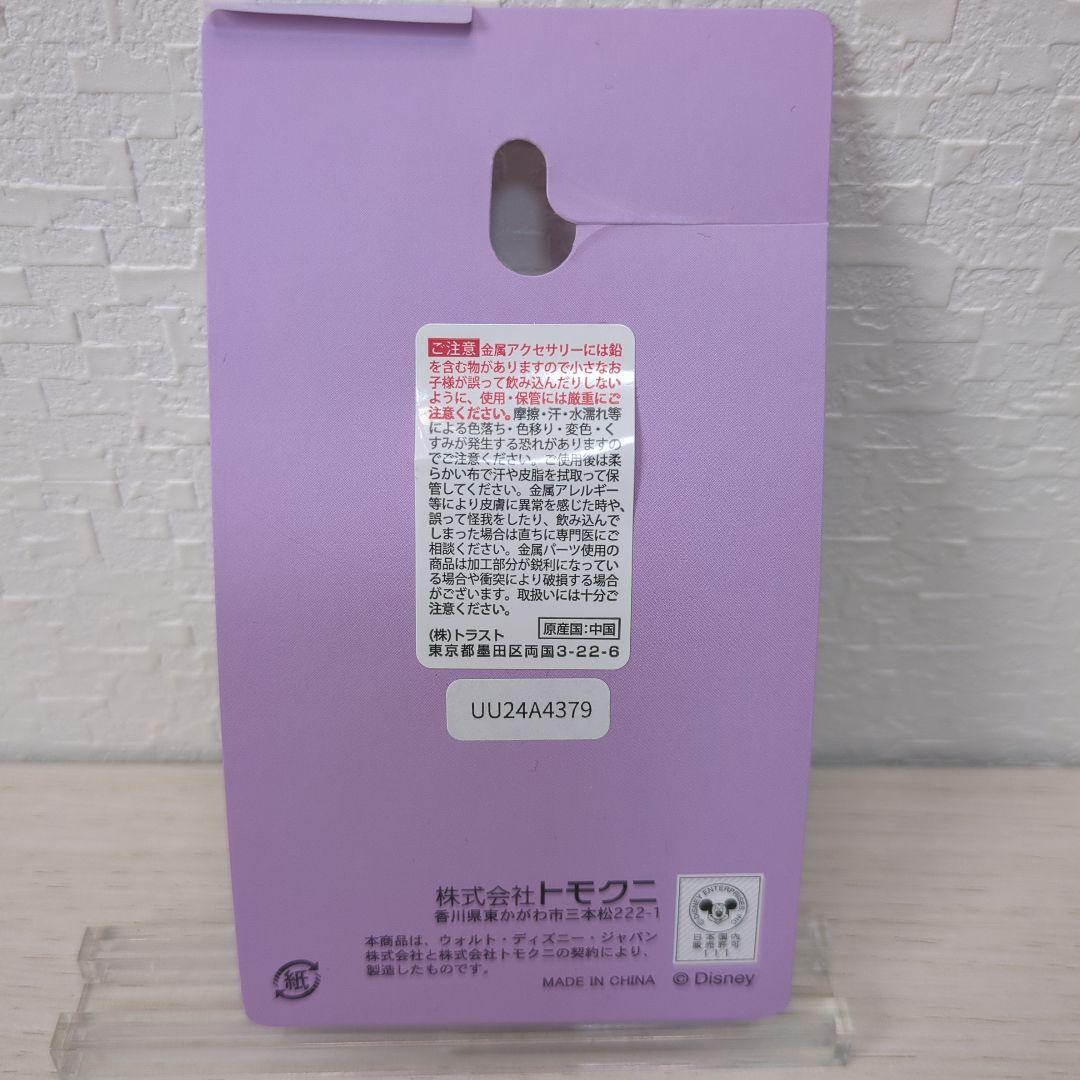 ご注意 金属アクセサリーには鉛
を含む物がありますので小さなお
子様が誤って飲み込んだりしない
ように、使用・保管には厳重にご
注意ください。摩擦・汗・水濡れ等
による色落ち・色移り・変色・く
すみが発生する恐れがありますの
でご注意ください。ご使用後は柔
らかい布で汗や皮脂を拭取って保
管してください。金属アレルギー
等により皮膚に異常を感じた時や、
誤って怪我をしたり、飲み込んで
しまった場合は直ちに専門医にご
相談ください。金属パーツ使用の
商品は加工部分が鋭利になってい
る場合や衝突により破損する場合
がございます。取扱いには十分ご
注意ください。
(株)トラスト 原産国:中国
東京都墨田区両国3-22-6
UU24A4379
株式会社トモクニ
香川県東かがわ市三本松222-1
本商品は、ウォルト・ディズニー・ジャパン
株式会社と株式会社トモクニの契約により、
製造したものです。
MADE IN CHINA © Disney
紙
©DISNEY ENTERPRISES, INC.
日本国内
販売許可
111